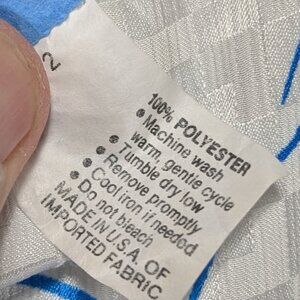 2
100% POLYESTER
• Machine wash
warm, gentle cycle
• Tumble dry low
• Remove promptly
• Cool iron if needed
• Do not bleach
MADE IN U.S.A. OF
IMPORTED FABRIC